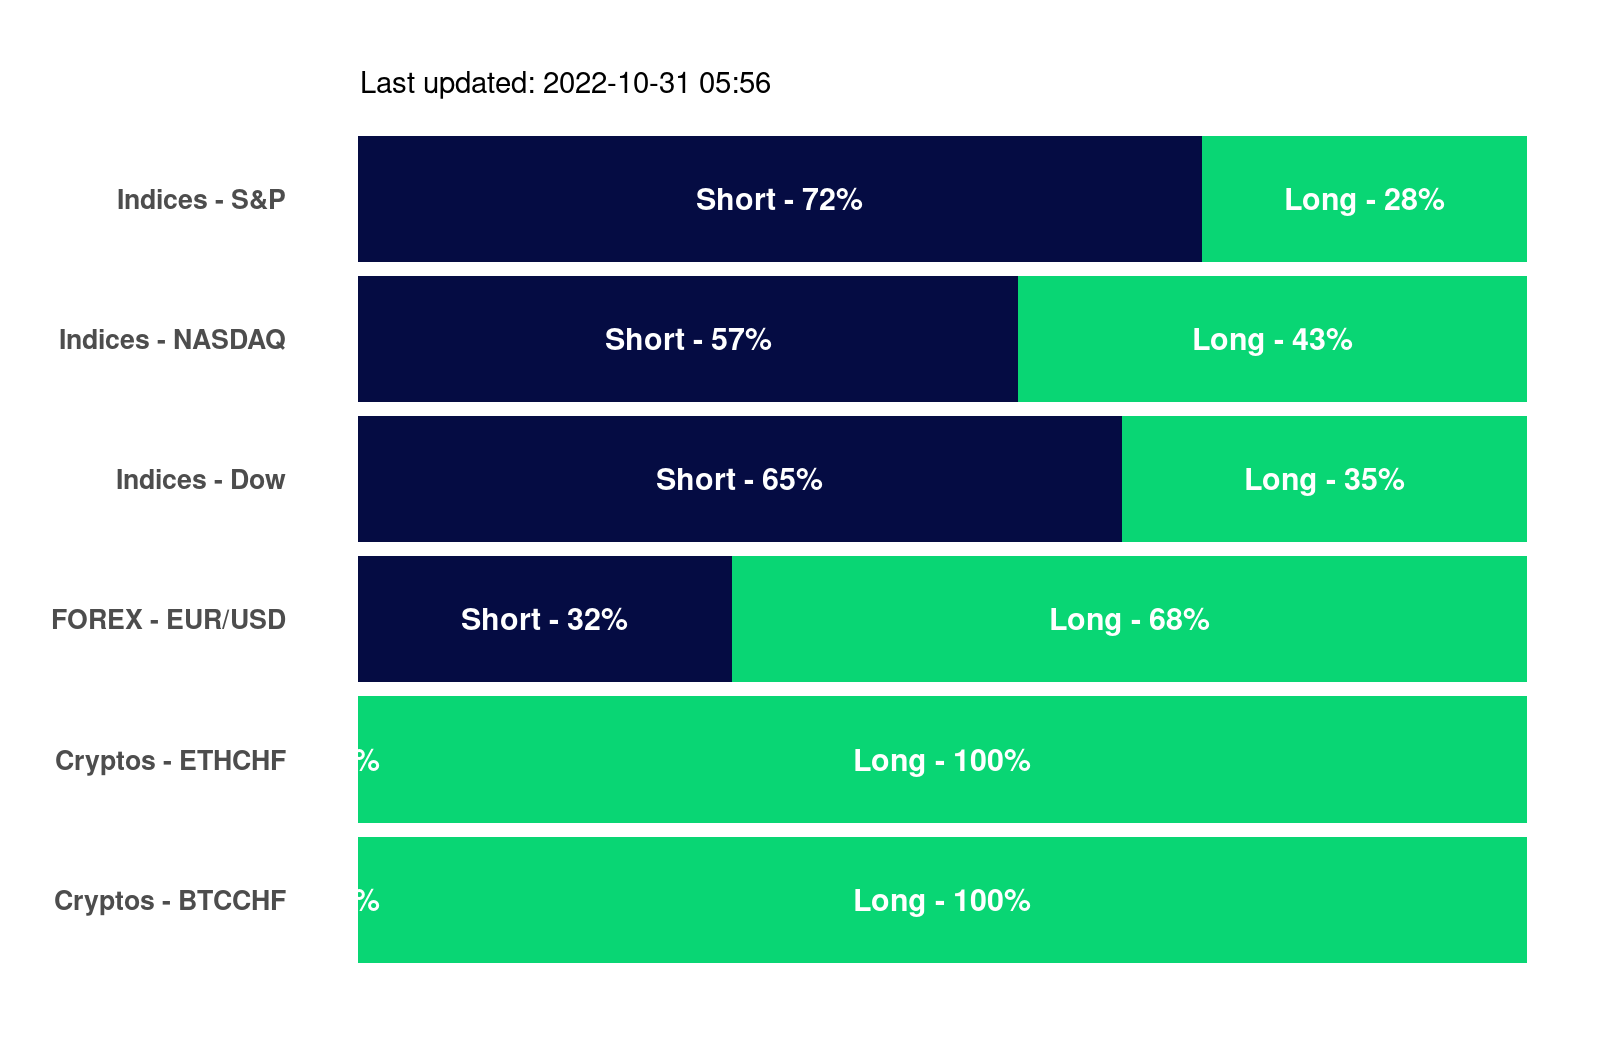 Last updated: 2022-10-31 05:56
Indices - S&P Short - 72% Long - 28%
Indices - NASDAQ Short - 57% Long - 43%
Indices - Dow Short - 65% Long - 35%
FOREX - EUR/USD Short - 32% Long - 68%
Cryptos - ETHCHF % Long - 100%
Cryptos - BTCCHF % Long - 100%